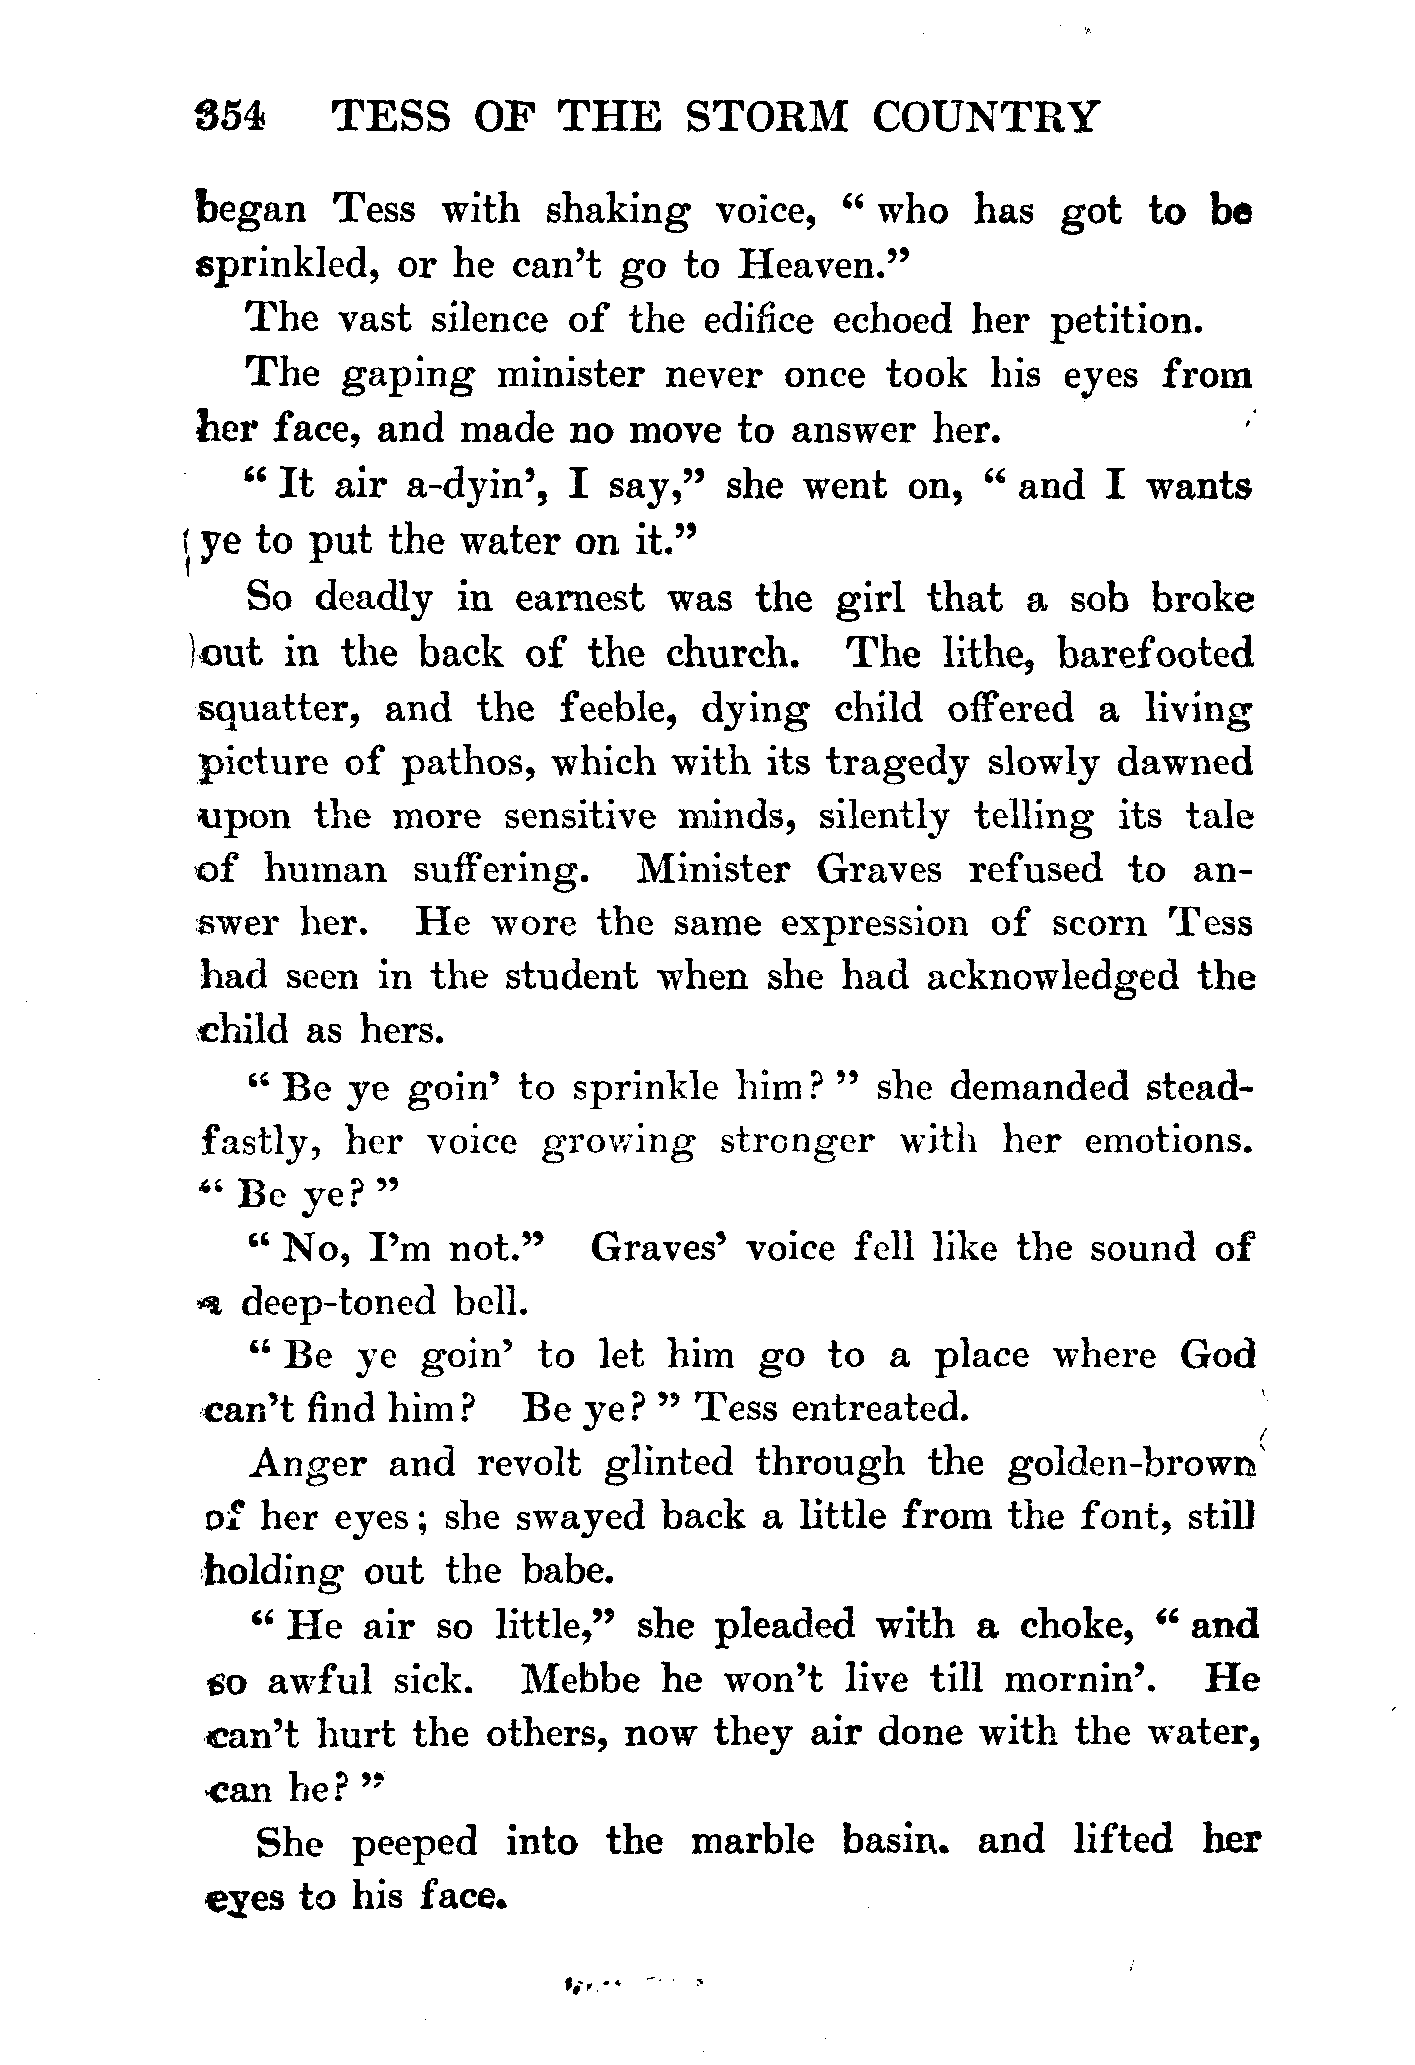 354 TESS OF THE STORM COUNTRY
began Tess with shaking voice, “ who has got to be
sprinkled, or he can’t go to Heaven.”
The vast silence of the edifice echoed her petition.
The gaping minister never once took his eyes from
her face, and made no move to answer her.
“ It air a-dyin’, I say,” she went on, “ and I wants
ye to put the water on it.”
So deadly in earnest was the girl that a sob broke
out in the back of the church. The lithe, barefooted
squatter, and the feeble, dying child offered a living
picture of pathos, which with its tragedy slowly dawned
upon the more sensitive minds, silently telling its tale
of human suffering. Minister Graves refused to an-
swer her. He wore the same expression of scorn Tess
had seen in the student when she had acknowledged the
child as hers.
“ Be ye goin’ to sprinkle him? ” she demanded stead-
fastly, her voice growing stronger with her emotions.
“ Be ye? ”
“ No, I’m not.” Graves’ voice fell like the sound of
a deep-toned bell.
“ Be ye goin’ to let him go to a place where God
can’t find him? Be ye? ” Tess entreated.
Anger and revolt glinted through the golden-brown
of her eyes; she swayed back a little from the font, still
holding out the babe.
“ He air so little,” she pleaded with a choke, “ and
so awful sick. Mebbe he won’t live till mornin’. He
can’t hurt the others, now they air done with the water,
can he? ”
She peeped into the marble basin. and lifted her
eyes to his face.